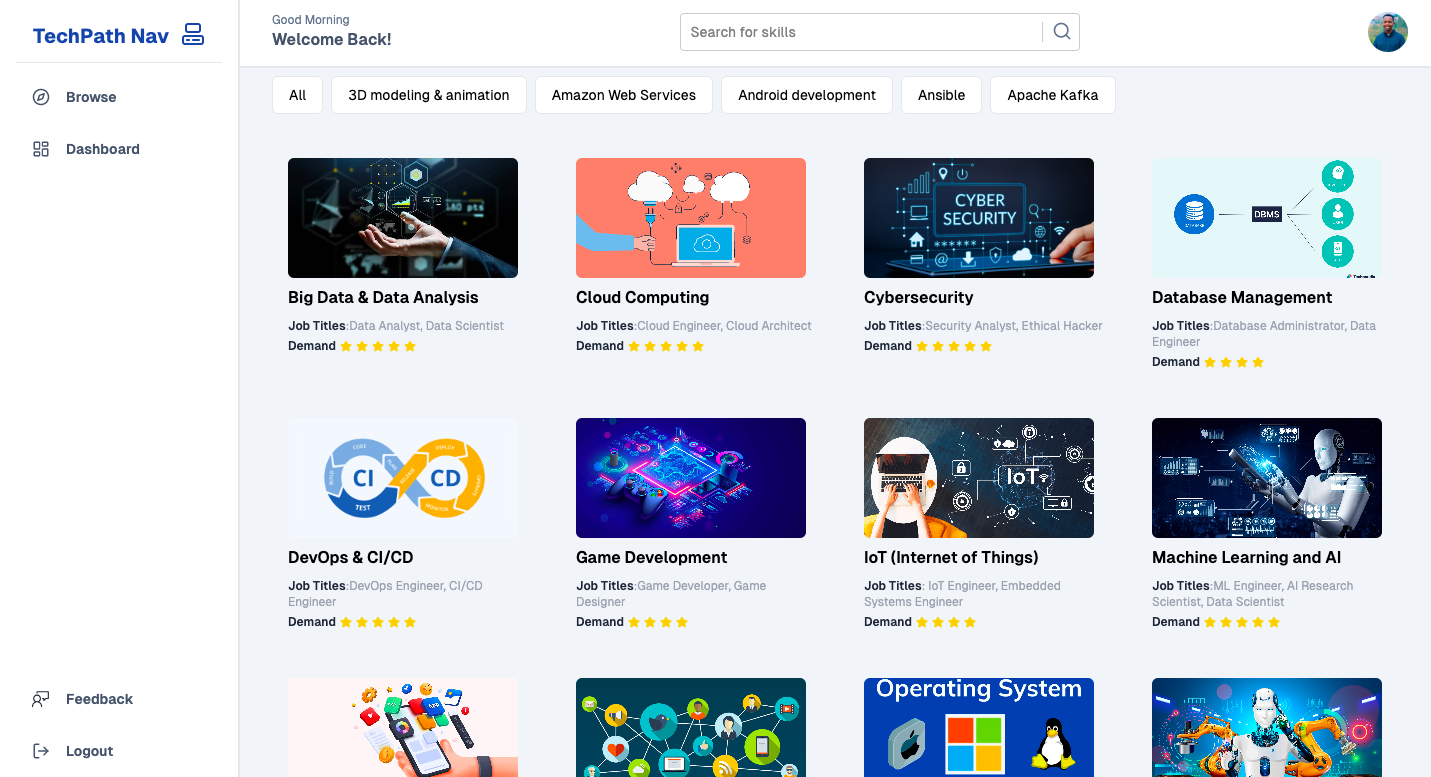 TechPath Nav
Good Morning
Welcome Back!
Search for skills
Browse
Dashboard
Feedback
Logout
All
3D modeling & animation
Amazon Web Services
Android development
Ansible
Apache Kafka
Big Data & Data Analysis
Job Titles:Data Analyst, Data Scientist
Demand
Cloud Computing
Job Titles:Cloud Engineer, Cloud Architect
Demand
CYBER
SECURITY
Cybersecurity
Job Titles:Security Analyst, Ethical Hacker
Demand
DATABASE
DBMS
Database Management
Job Titles:Database Administrator, Data
Engineer
Demand
CI
CD
CODE
BUILD
PLAN
TEST
RELEASE
DEPLOY
MONITOR
DevOps & CI/CD
Job Titles:DevOps Engineer, CI/CD
Engineer
Demand
Game Development
Job Titles:Game Developer, Game
Designer
Demand
IoT
IoT (Internet of Things)
Job Titles: IoT Engineer, Embedded
Systems Engineer
Demand
Machine Learning and AI
Job Titles:ML Engineer, AI Research
Scientist, Data Scientist
Demand
Operating System